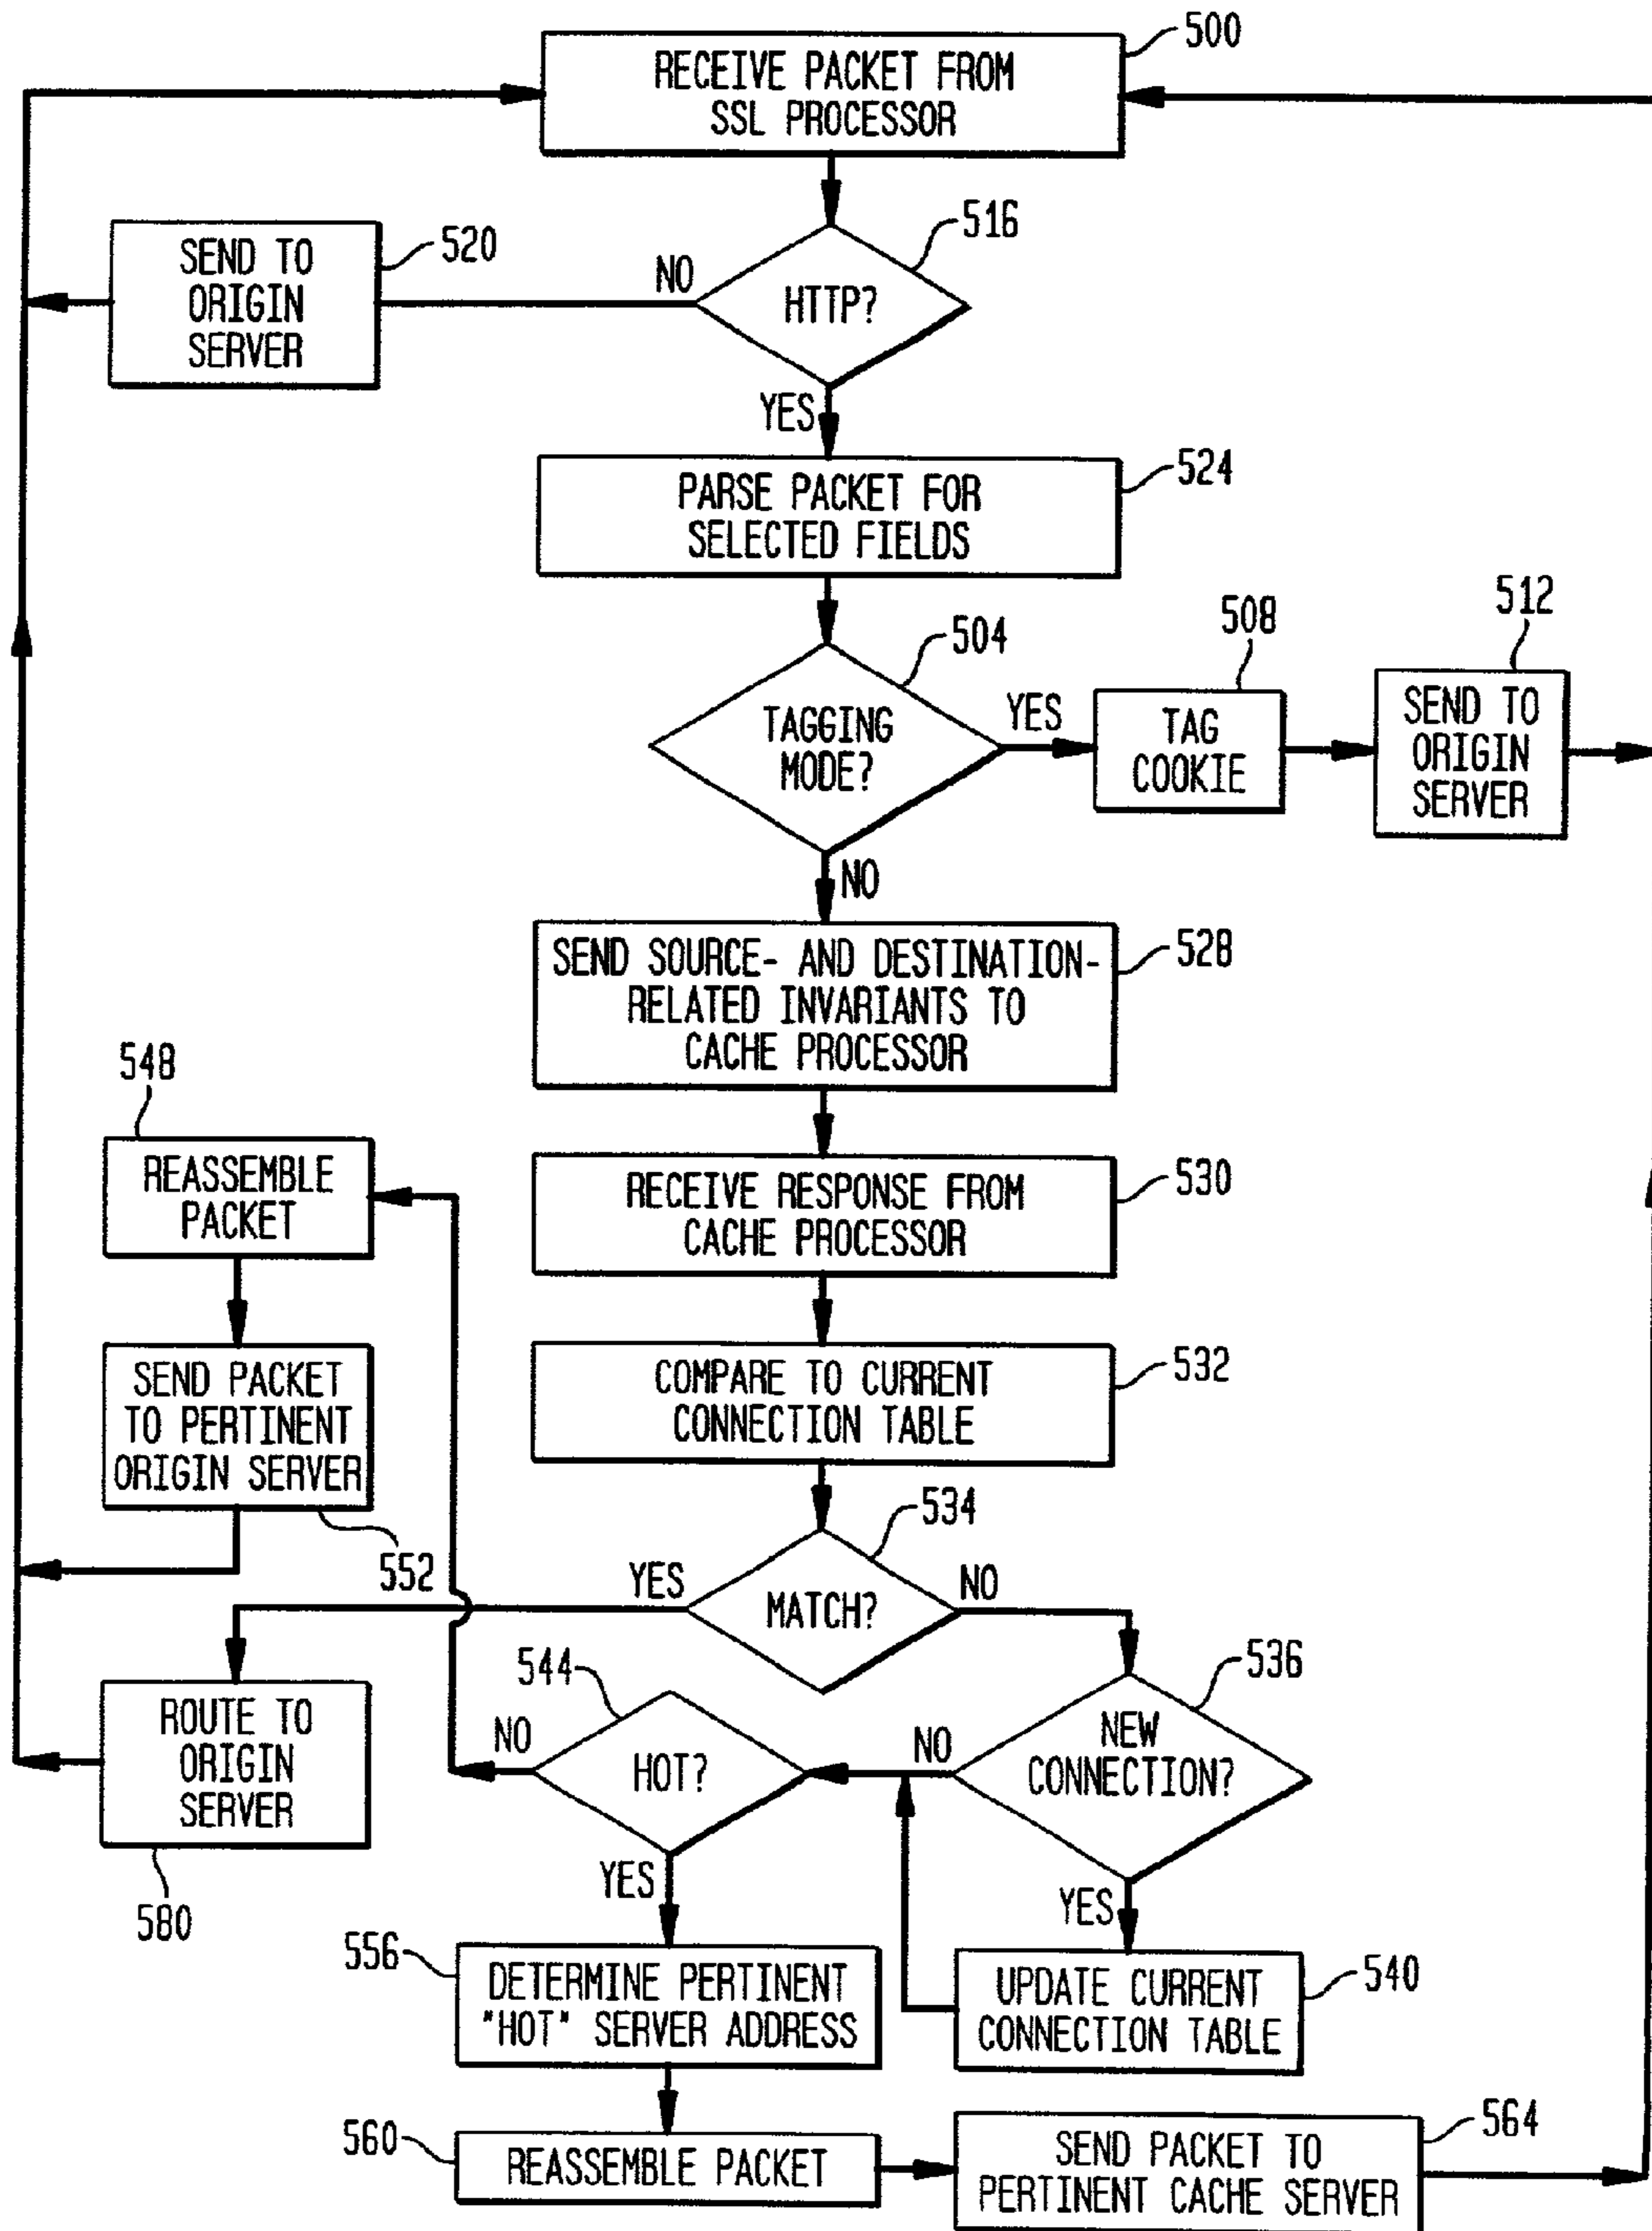 500
RECEIVE PACKET FROM
SSL PROCESSOR
516
520
SEND TO
ORIGIN
SERVER
NO
HTTP?
YES
524
PARSE PACKET FOR
SELECTED FIELDS
504
508
512
TAGGING
MODE?
YES
TAG
COOKIE
SEND TO
ORIGIN
SERVER
NO
528
SEND SOURCE- AND DESTINATION-
RELATED INVARIANTS TO
CACHE PROCESSOR
548
REASSEMBLE
PACKET
530
RECEIVE RESPONSE FROM
CACHE PROCESSOR
532
COMPARE TO CURRENT
CONNECTION TABLE
SEND PACKET
TO PERTINENT
ORIGIN SERVER
552
534
YES
MATCH?
NO
544
536
ROUTE TO
ORIGIN
SERVER
580
NO
HOT?
NO
NEW
CONNECTION?
YES
YES
556
DETERMINE PERTINENT
"HOT" SERVER ADDRESS
540
UPDATE CURRENT
CONNECTION TABLE
560
REASSEMBLE PACKET
564
SEND PACKET TO
PERTINENT CACHE SERVER